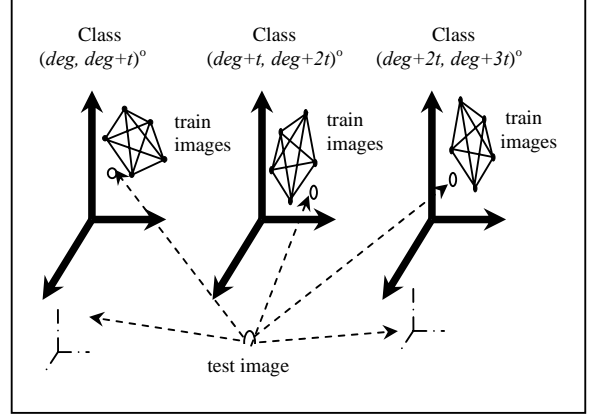 Class
(deg, deg+t)º
Class
(deg+t, deg+2t)º
Class
(deg+2t, deg+3t)º
train
images
train
images
train
images
test image